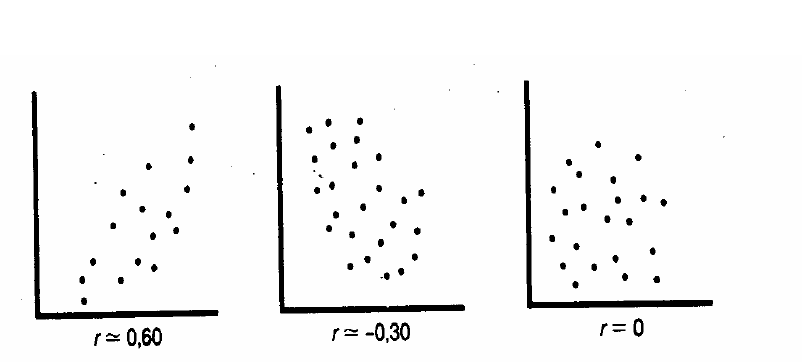 r ≃ 0,60
r ≃ -0,30
r = 0